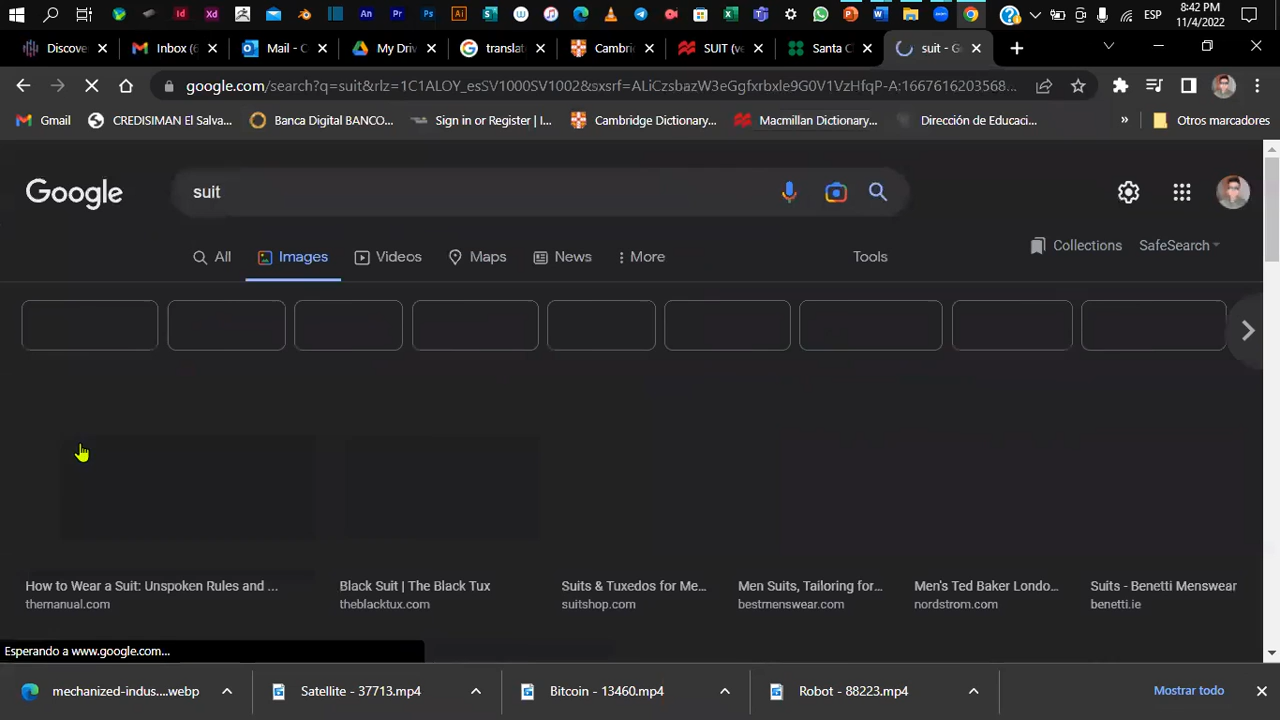 ESP
8:42 PM
11/4/2022
Discove
Inbox (6
Mail - C
My Driv
translat
Cambri
SUIT (ve
Santa C
suit - G
google.com/search?q=suit&rlz=1C1ALOY_esSV1000SV1002&sxsrf=ALiCzsbazW3eGgfxrbxle9G0V1VzHfqP-A:1667616203568...
Gmail
CREDISIMAN El Salva...
Banca Digital BANCO...
Sign in or Register | I...
Cambridge Dictionary...
Macmillan Dictionary...
Dirección de Educaci...
»
Otros marcadores
Google
suit
All
Images
Videos
Maps
News
More
Tools
Collections
SafeSearch
How to Wear a Suit: Unspoken Rules and ...
themanual.com
Black Suit | The Black Tux
theblacktux.com
Suits & Tuxedos for Me...
suitshop.com
Men Suits, Tailoring for...
bestmenswear.com
Men's Ted Baker Londo...
nordstrom.com
Suits - Benetti Menswear
benetti.ie
Esperando a www.google.com...
mechanized-indus....webp
Satellite - 37713.mp4
Bitcoin - 13460.mp4
Robot - 88223.mp4
Mostrar todo